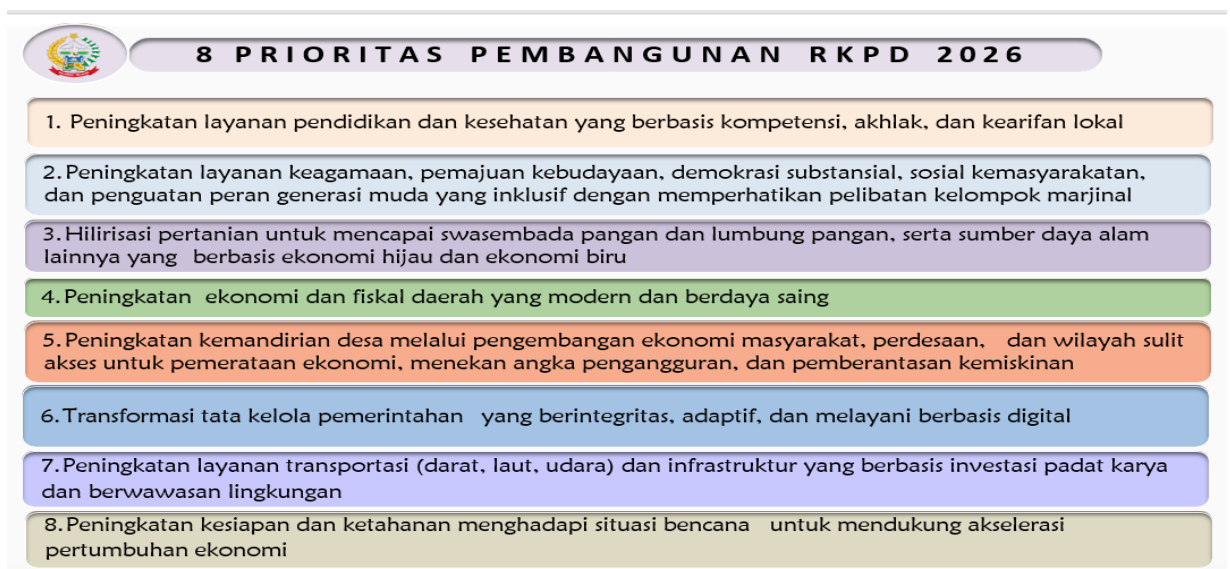 8 PRIORITAS PEMBANGUNAN RKPD 2026
1. Peningkatan layanan pendidikan dan kesehatan yang berbasis kompetensi, akhlak, dan kearifan lokal
2. Peningkatan layanan keagamaan, pemajuan kebudayaan, demokrasi substansial, sosial kemasyarakatan,
dan penguatan peran generasi muda yang inklusif dengan memperhatikan pelibatan kelompok marjinal
3. Hilirisasi pertanian untuk mencapai swasembada pangan dan lumbung pangan, serta sumber daya alam
lainnya yang berbasis ekonomi hijau dan ekonomi biru
4. Peningkatan ekonomi dan fiskal daerah yang modern dan berdaya saing
5. Peningkatan kemandirian desa melalui pengembangan ekonomi masyarakat, perdesaan, dan wilayah sulit
akses untuk pemerataan ekonomi, menekan angka pengangguran, dan pemberantasan kemiskinan
6. Transformasi tata kelola pemerintahan yang berintegritas, adaptif, dan melayani berbasis digital
7. Peningkatan layanan transportasi (darat, laut, udara) dan infrastruktur yang berbasis investasi padat karya
dan berwawasan lingkungan
8. Peningkatan kesiapan dan ketahanan menghadapi situasi bencana untuk mendukung akselerasi
pertumbuhan ekonomi